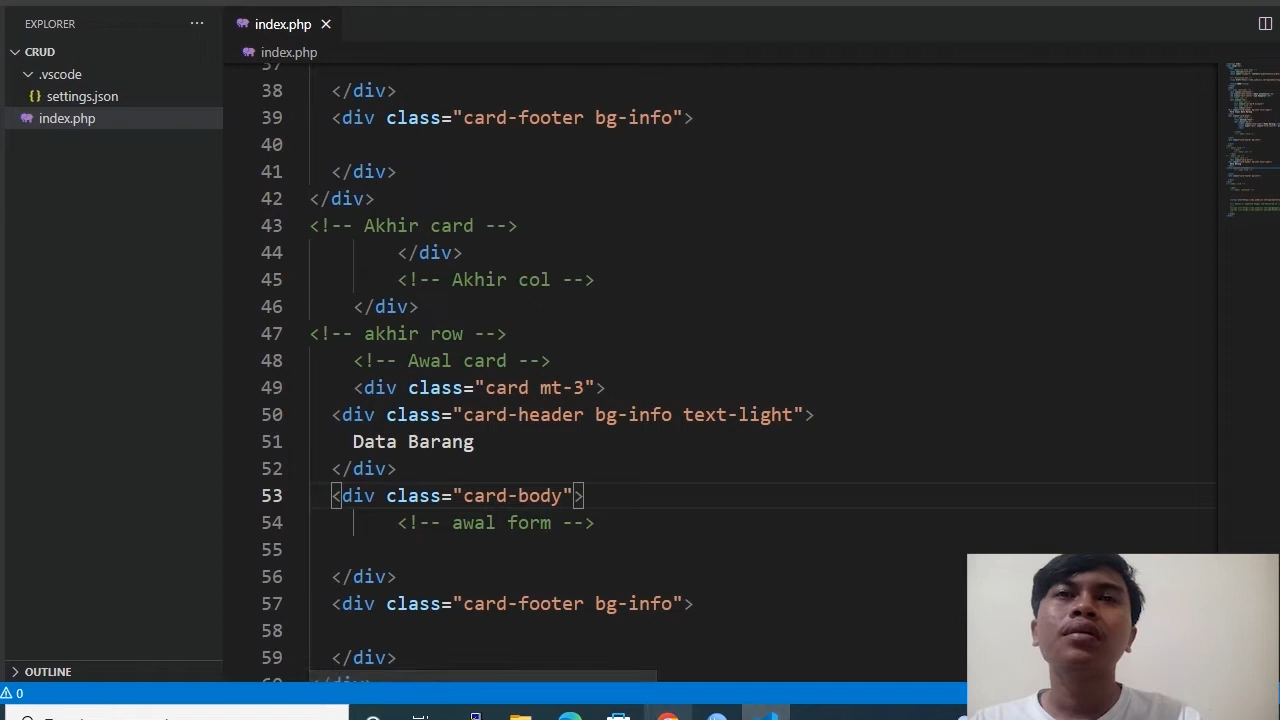 EXPLORER
···
index.php
CRUD
.vscode
settings.json
index.php
index.php
37
38 </div>
39 <div class="card-footer bg-info">
40
41 </div>
42 </div>
43 <!-- Akhir card -->
44 </div>
45 <!-- Akhir col -->
46 </div>
47 <!-- akhir row -->
48 <!-- Awal card -->
49 <div class="card mt-3">
50 <div class="card-header bg-info text-light">
51 Data Barang
52 </div>
53 <div class="card-body">
54 <!-- awal form -->
55
56 </div>
57 <div class="card-footer bg-info">
58
59 </div>
60 </div>
OUTLINE
0